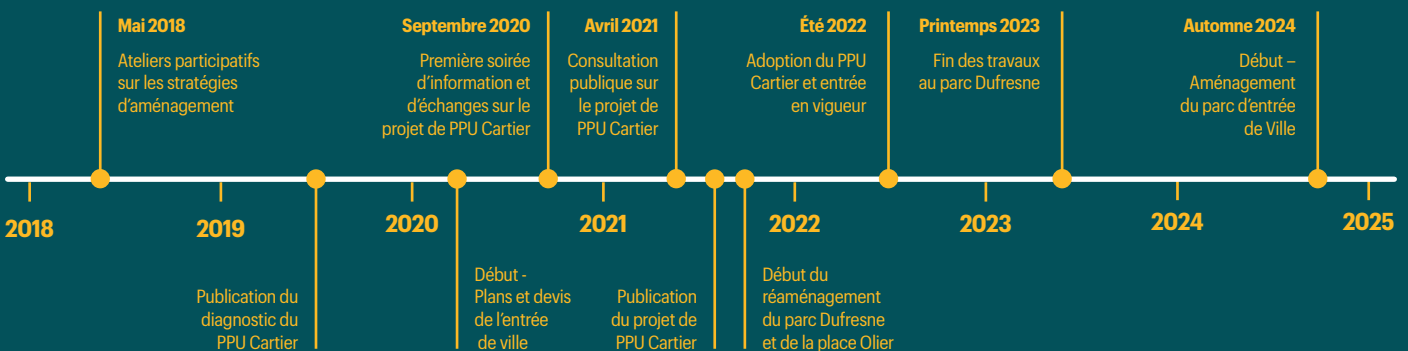 Mai 2018
Ateliers participatifs
sur les stratégies
d'aménagement
Septembre 2020
Première soirée
d'information et
d'échanges sur le
projet de PPU Cartier
Avril 2021
Consultation
publique sur
le projet de
PPU Cartier
Été 2022
Adoption du PPU
Cartier et entrée
en vigueur
Printemps 2023
Fin des travaux
au parc Dufresne
Automne 2024
Début –
Aménagement
du parc d'entrée
de Ville
2018
2019
2020
2021
2022
2023
2024
2025
Publication du
diagnostic du
PPU Cartier
Début -
Plans et devis
de l'entrée
de ville
Publication
du projet de
PPU Cartier
Début du
réaménagement
du parc Dufresne
et de la place Olier